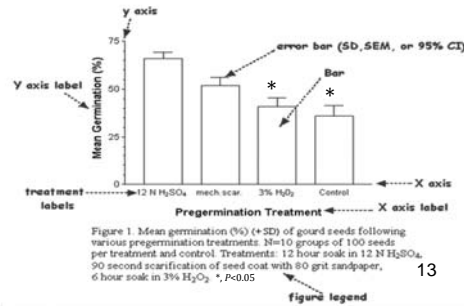 y axis
error bar (SD, SEM, or 95% CI)
Bar
Y axis label
Mean Germination (%)
75
50
25
0
* *
treatment labels
12 N H₂SO₄ mech.scar. 3% H₂O₂ Control
X axis
Pregermination Treatment
X axis label
Figure 1. Mean germination (%) (+SD) of gourd seeds following
various pregermination treatments. N=10 groups of 100 seeds
per treatment and control. Treatments: 12 hour soak in 12 N H₂SO₄,
90 second scarification of seed coat with 80 grit sandpaper,
6 hour soak in 3% H₂O₂ *, P<0.05
13
figure legend